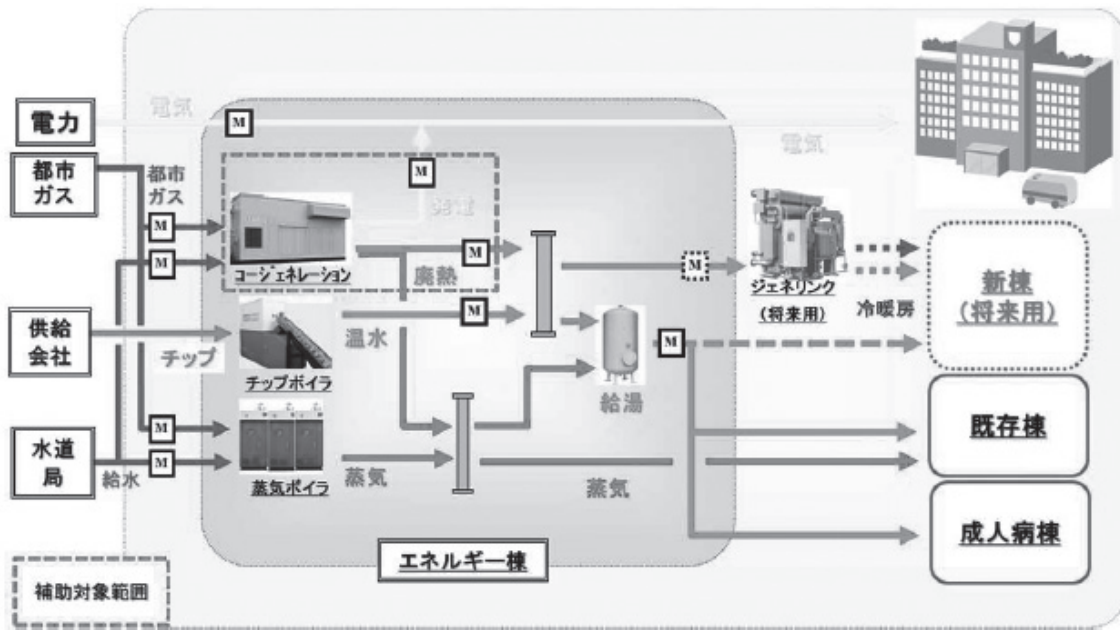 電力
電気
M
都市
ガス
都市
ガス
M
M
M
発電
電気
コージェネレーション
廃熱
M
M
ジェネリンク
(将来用)
冷暖房
新棟
(将来用)
供給
会社
チップ
チップボイラ
温水
M
給湯
M
水道
局
給水
M
M
蒸気ボイラ
蒸気
蒸気
既存棟
成人病棟
エネルギー棟
補助対象範囲